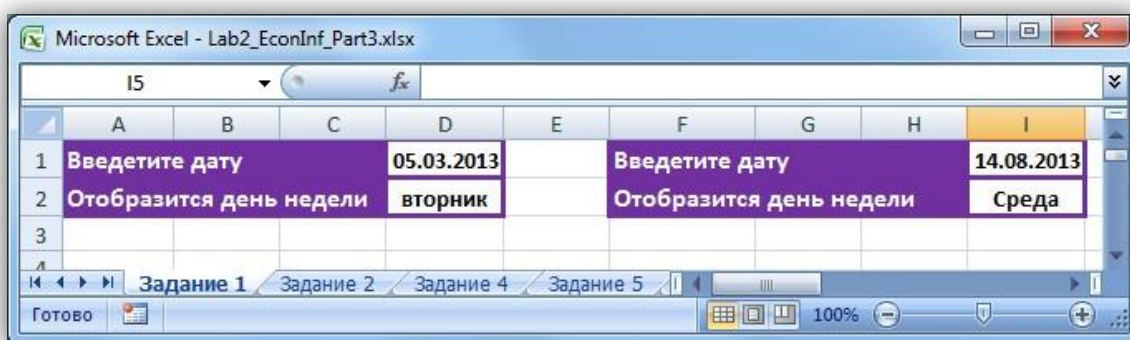 Microsoft Excel - Lab2_EconInf_Part3.xlsx
I5 fx
A B C D E F G H I
1 Введетите дату 05.03.2013 Введетите дату 14.08.2013
2 Отобразится день недели вторник Отобразится день недели Среда
3
4
Задание 1 Задание 2 Задание 4 Задание 5
Готово 100%